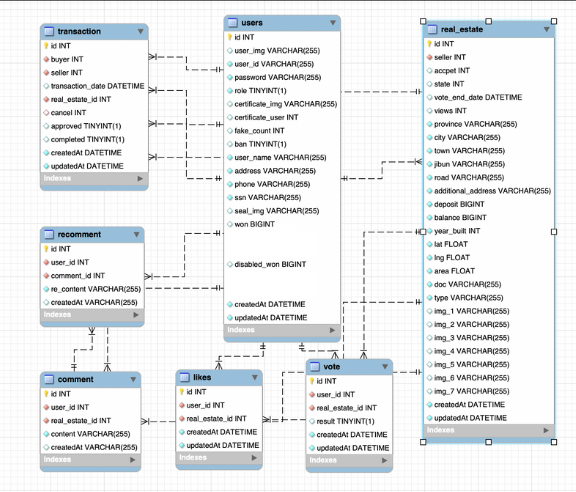 transaction
id INT
buyer INT
seller INT
transaction_date DATETIME
real_estate_id INT
cancel INT
approved TINYINT(1)
completed TINYINT(1)
createdAt DATETIME
updatedAt DATETIME
Indexes
users
id INT
user_img VARCHAR(255)
user_id VARCHAR(255)
password VARCHAR(255)
role TINYINT(1)
certificate_img VARCHAR(255)
certificate_user INT
fake_count INT
ban TINYINT(1)
user_name VARCHAR(255)
address VARCHAR(255)
phone VARCHAR(255)
ssn VARCHAR(255)
seal_img VARCHAR(255)
won BIGINT
disabled_won BIGINT
createdAt DATETIME
updatedAt DATETIME
Indexes
real_estate
id INT
seller INT
accpet INT
state INT
vote_end_date DATETIME
views INT
province VARCHAR(255)
city VARCHAR(255)
town VARCHAR(255)
jibun VARCHAR(255)
road VARCHAR(255)
additional_address VARCHAR(255)
deposit BIGINT
balance BIGINT
year_built INT
lat FLOAT
lng FLOAT
area FLOAT
doc VARCHAR(255)
type VARCHAR(255)
img_1 VARCHAR(255)
img_2 VARCHAR(255)
img_3 VARCHAR(255)
img_4 VARCHAR(255)
img_5 VARCHAR(255)
img_6 VARCHAR(255)
img_7 VARCHAR(255)
createdAt DATETIME
updatedAt DATETIME
Indexes
recomment
id INT
user_id INT
comment_id INT
re_content VARCHAR(255)
createdAt VARCHAR(255)
Indexes
comment
id INT
user_id INT
real_estate_id INT
content VARCHAR(255)
createdAt VARCHAR(255)
Indexes
likes
id INT
user_id INT
real_estate_id INT
createdAt DATETIME
updatedAt DATETIME
Indexes
vote
id INT
user_id INT
real_estate_id INT
result TINYINT(1)
createdAt DATETIME
updatedAt DATETIME
Indexes